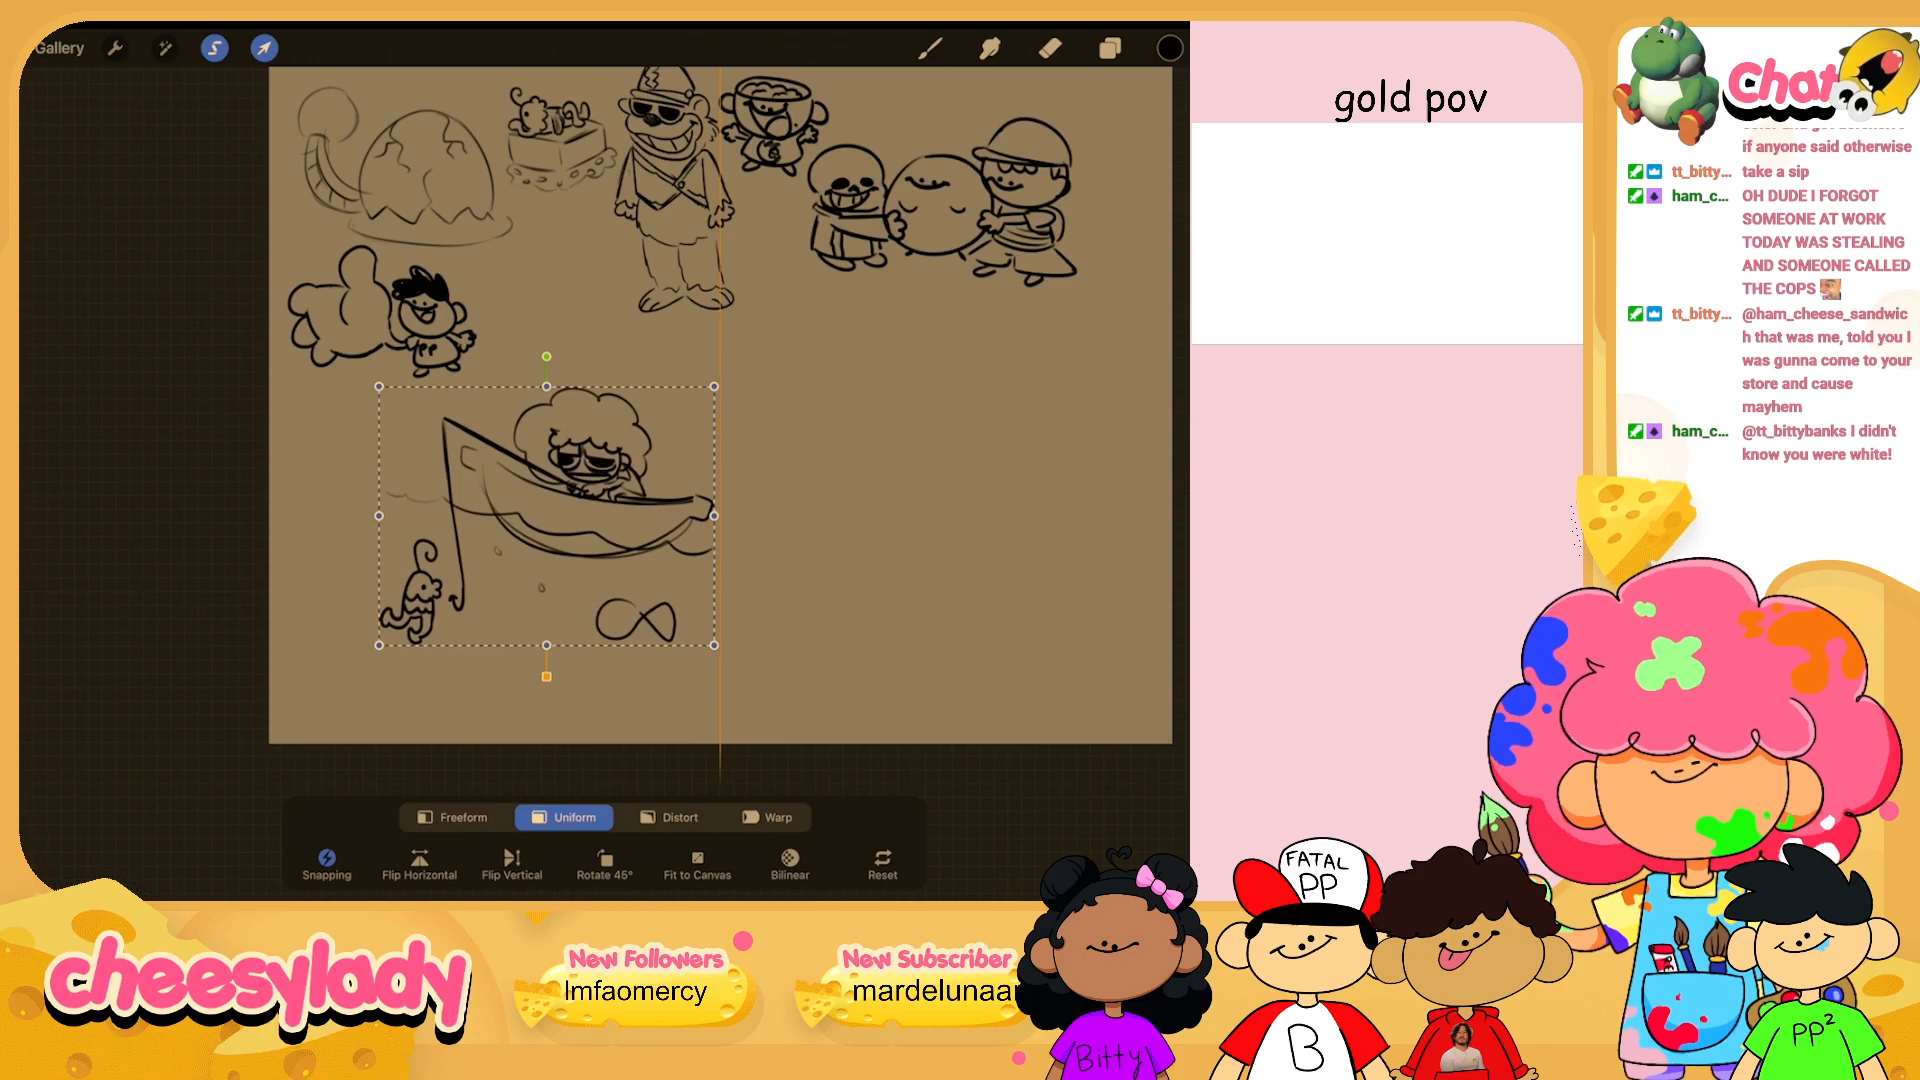 Gallery
gold pov
Chat
if anyone said otherwise
tt_bitty... take a sip
ham_c... OH DUDE I FORGOT
SOMEONE AT WORK
TODAY WAS STEALING
AND SOMEONE CALLED
THE COPS
tt_bitty... @ham_cheese_sandwic
h that was me, told you I
was gunna come to your
store and cause
mayhem
ham_c... @tt_bittybanks I didn't
know you were white!
PP
Freeform Uniform Distort Warp
Snapping Flip Horizontal Flip Vertical Rotate 45° Fit to Canvas Bilinear Reset
FATAL
PP
cheesylady
New Followers
lmfaomercy
New Subscriber
mardelunaar
Bitty
B
PP²